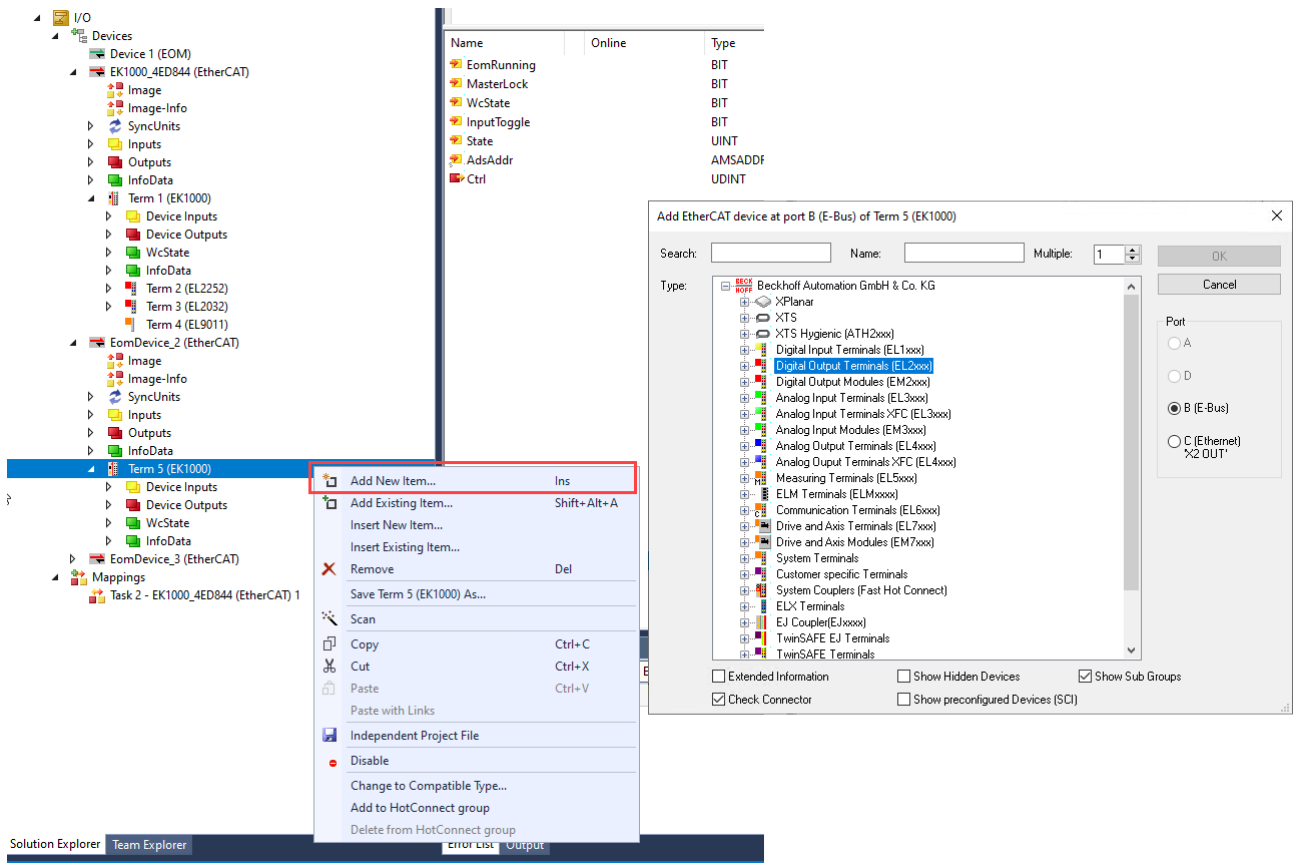 I/O
Devices
Device 1 (EOM)
EK1000_4ED844 (EtherCAT)
Image
Image-Info
SyncUnits
Inputs
Outputs
InfoData
Term 1 (EK1000)
Device Inputs
Device Outputs
WcState
InfoData
Term 2 (EL2252)
Term 3 (EL2032)
Term 4 (EL9011)
EomDevice_2 (EtherCAT)
Image
Image-Info
SyncUnits
Inputs
Outputs
InfoData
Term 5 (EK1000)
Device Inputs
Device Outputs
WcState
InfoData
EomDevice_3 (EtherCAT)
Mappings
Task 2 - EK1000_4ED844 (EtherCAT) 1
Solution Explorer Team Explorer
Name Online Type
EomRunning BIT
MasterLock BIT
WcState BIT
InputToggle BIT
State UINT
AdsAddr AMSADDR
Ctrl UDINT
Add New Item... Ins
Add Existing Item... Shift+Alt+A
Insert New Item...
Insert Existing Item...
Remove Del
Save Term 5 (EK1000) As...
Scan
Copy Ctrl+C
Cut Ctrl+X
Paste Ctrl+V
Paste with Links
Independent Project File
Disable
Change to Compatible Type...
Add to HotConnect group
Delete from HotConnect group
Error List Output
Add EtherCAT device at port B (E-Bus) of Term 5 (EK1000)
Search: Name: Multiple: 1 OK
Cancel
Type:
BECKHOFF Beckhoff Automation GmbH & Co. KG
XPlanar
XTS
XTS Hygienic (ATH2xxx)
Digital Input Terminals (EL1xxx)
Digital Output Terminals (EL2xxx)
Digital Output Modules (EM2xxx)
Analog Input Terminals (EL3xxx)
Analog Input Terminals XFC (EL3xxx)
Analog Input Modules (EM3xxx)
Analog Output Terminals (EL4xxx)
Analog Ouput Terminals XFC (EL4xxx)
Measuring Terminals (EL5xxx)
ELM Terminals (ELMxxxx)
Communication Terminals (EL6xxx)
Drive and Axis Terminals (EL7xxx)
Drive and Axis Modules (EM7xxx)
System Terminals
Customer specific Terminals
System Couplers (Fast Hot Connect)
ELX Terminals
EJ Coupler(EJxxxx)
TwinSAFE EJ Terminals
TwinSAFE Terminals
Port
A
D
B (E-Bus)
C (Ethernet)
'X2 OUT'
Extended Information Show Hidden Devices Show Sub Groups
Check Connector Show preconfigured Devices (SCI)